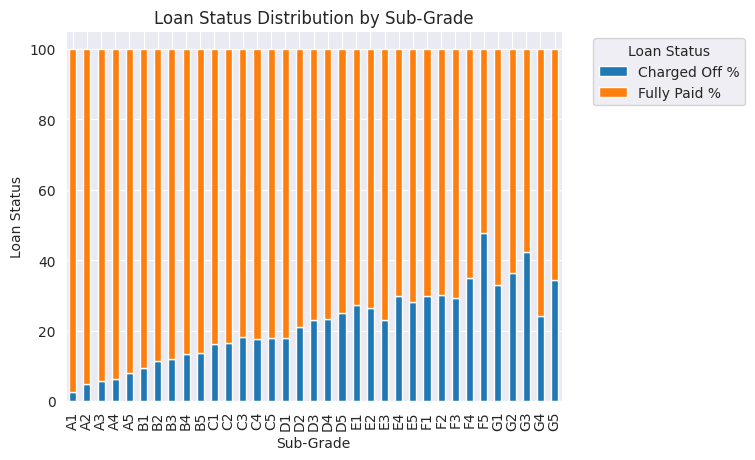 Loan Status Distribution by Sub-Grade
Loan Status
Charged Off %
Fully Paid %
100
80
60
40
20
0
Loan Status
A1 A2 A3 A4 A5 B1 B2 B3 B4 B5 C1 C2 C3 C4 C5 D1 D2 D3 D4 D5 E1 E2 E3 E4 E5 F1 F2 F3 F4 F5 G1 G2 G3 G4 G5
Sub-Grade